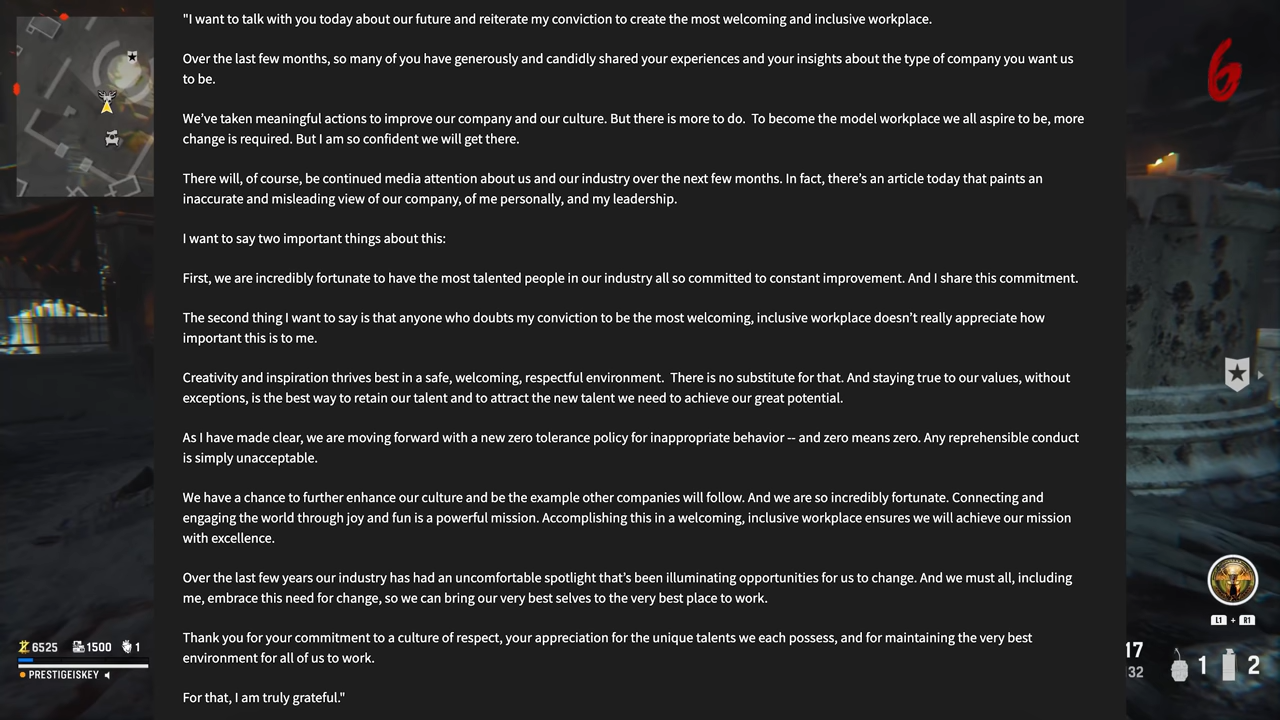 "I want to talk with you today about our future and reiterate my conviction to create the most welcoming and inclusive workplace.
Over the last few months, so many of you have generously and candidly shared your experiences and your insights about the type of company you want us
to be.
We've taken meaningful actions to improve our company and our culture. But there is more to do.  To become the model workplace we all aspire to be, more
change is required. But I am so confident we will get there.
There will, of course, be continued media attention about us and our industry over the next few months. In fact, there's an article today that paints an
inaccurate and misleading view of our company, of me personally, and my leadership.
I want to say two important things about this:
First, we are incredibly fortunate to have the most talented people in our industry all so committed to constant improvement. And I share this commitment.
The second thing I want to say is that anyone who doubts my conviction to be the most welcoming, inclusive workplace doesn't really appreciate how
important this is to me.
Creativity and inspiration thrives best in a safe, welcoming, respectful environment.  There is no substitute for that. And staying true to our values, without
exceptions, is the best way to retain our talent and to attract the new talent we need to achieve our great potential.
As I have made clear, we are moving forward with a new zero tolerance policy for inappropriate behavior -- and zero means zero. Any reprehensible conduct
is simply unacceptable.
We have a chance to further enhance our culture and be the example other companies will follow. And we are so incredibly fortunate. Connecting and
engaging the world through joy and fun is a powerful mission. Accomplishing this in a welcoming, inclusive workplace ensures we will achieve our mission
with excellence.
Over the last few years our industry has had an uncomfortable spotlight that's been illuminating opportunities for us to change. And we must all, including
me, embrace this need for change, so we can bring our very best selves to the very best place to work.
Thank you for your commitment to a culture of respect, your appreciation for the unique talents we each possess, and for maintaining the very best
environment for all of us to work.
For that, I am truly grateful."
6
6525 1500 1
PRESTIGEISKEY
L1 + R1
17
32
1 2